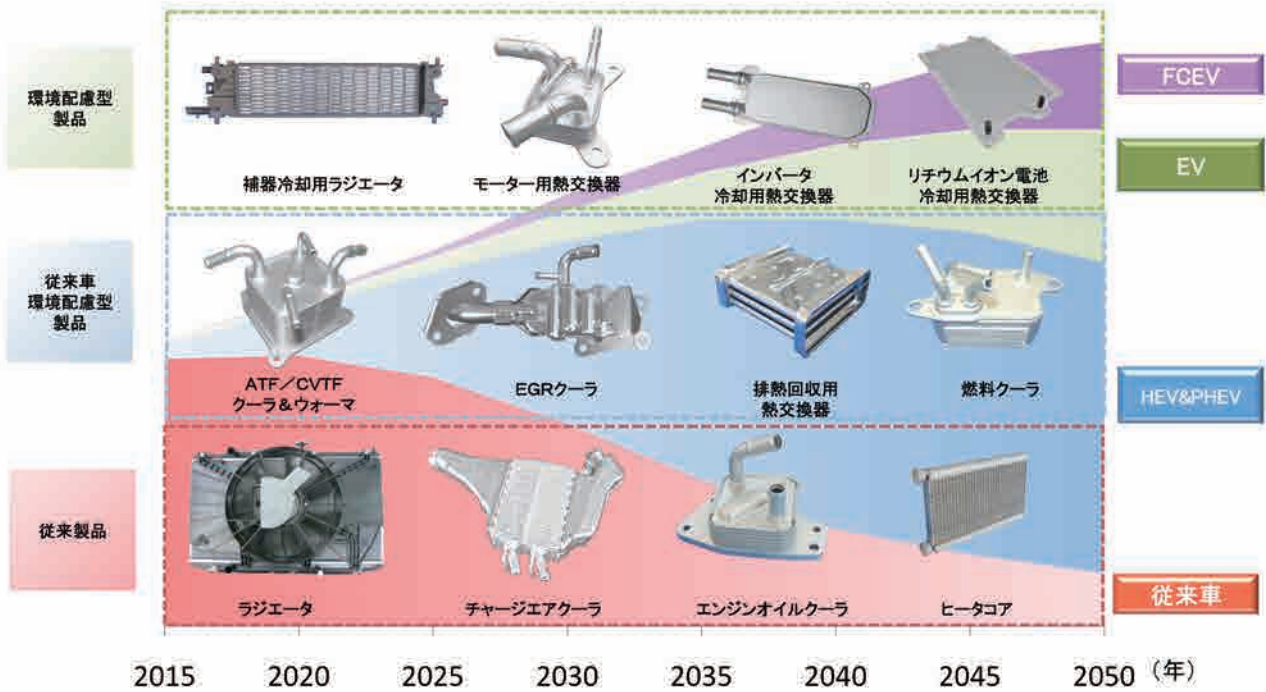 環境配慮型
製品
補器冷却用ラジエータ
モーター用熱交換器
インバータ
冷却用熱交換器
リチウムイオン電池
冷却用熱交換器
FCEV
EV
従来車
環境配慮型
製品
ATF/CVTF
クーラ&ウォーマ
EGRクーラ
排熱回収用
熱交換器
燃料クーラ
HEV&PHEV
従来製品
ラジエータ
チャージエアクーラ
エンジンオイルクーラ
ヒータコア
従来車
2015 2020 2025 2030 2035 2040 2045 2050 (年)